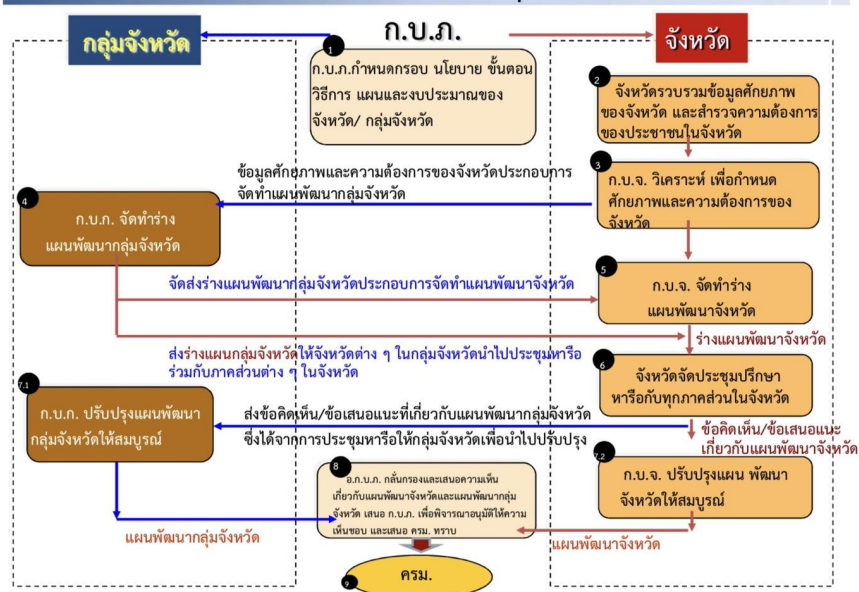 ก.บ.ภ.
กลุ่มจังหวัด
จังหวัด
1
ก.บ.ภ.กำหนดกรอบ นโยบาย ขั้นตอน
วิธีการ แผนและงบประมาณของ
จังหวัด/ กลุ่มจังหวัด
2
จังหวัดรวบรวมข้อมูลศักยภาพ
ของจังหวัด และสำรวจความต้องการ
ของประชาชนในจังหวัด
3
ก.บ.จ. วิเคราะห์ เพื่อกำหนด
ศักยภาพและความต้องการของ
จังหวัด
ข้อมูลศักยภาพและความต้องการของจังหวัดประกอบการ
จัดทำแผนพัฒนากลุ่มจังหวัด
4
ก.บ.ก. จัดทำร่าง
แผนพัฒนากลุ่มจังหวัด
จัดส่งร่างแผนพัฒนากลุ่มจังหวัดประกอบการจัดทำแผนพัฒนาจังหวัด
5
ก.บ.จ. จัดทำร่าง
แผนพัฒนาจังหวัด
ร่างแผนพัฒนาจังหวัด
ส่งร่างแผนกลุ่มจังหวัดให้จังหวัดต่าง ๆ ในกลุ่มจังหวัดนำไปประชุมหารือ
ร่วมกับภาคส่วนต่าง ๆ ในจังหวัด
6
จังหวัดจัดประชุมปรึกษา
หารือกับทุกภาคส่วนในจังหวัด
7.1
ก.บ.ก. ปรับปรุงแผนพัฒนา
กลุ่มจังหวัดให้สมบูรณ์
ส่งข้อคิดเห็น/ข้อเสนอแนะที่เกี่ยวกับแผนพัฒนากลุ่มจังหวัด
ซึ่งได้จากการประชุมหารือให้กลุ่มจังหวัดเพื่อนำไปปรับปรุง
ข้อคิดเห็น/ข้อเสนอแนะ
เกี่ยวกับแผนพัฒนาจังหวัด
7.2
ก.บ.จ. ปรับปรุงแผน พัฒนา
จังหวัดให้สมบูรณ์
8
อ.ก.บ.ภ. กลั่นกรองและเสนอความเห็น
เกี่ยวกับแผนพัฒนาจังหวัดและแผนพัฒนากลุ่ม
จังหวัด เสนอ ก.บ.ภ. เพื่อพิจารณาอนุมัติให้ความ
เห็นชอบ และเสนอ ครม. ทราบ
แผนพัฒนากลุ่มจังหวัด
แผนพัฒนาจังหวัด
9
ครม.